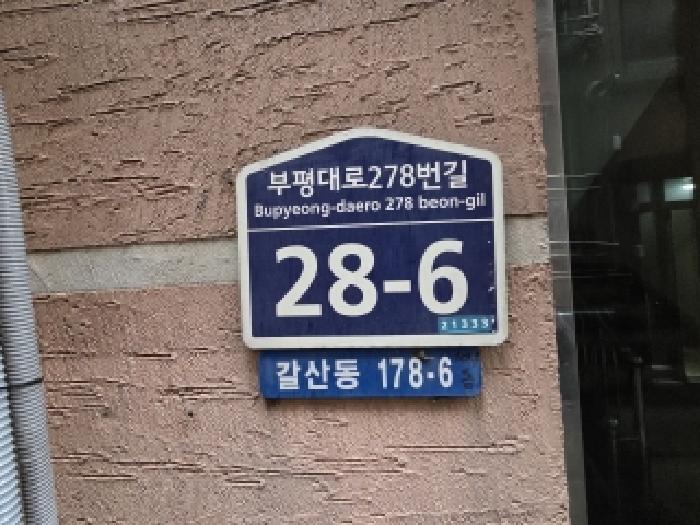 부평대로278번길
Bupyeong-daero 278 beon-gil
28-6
21333
갈산동 178-6